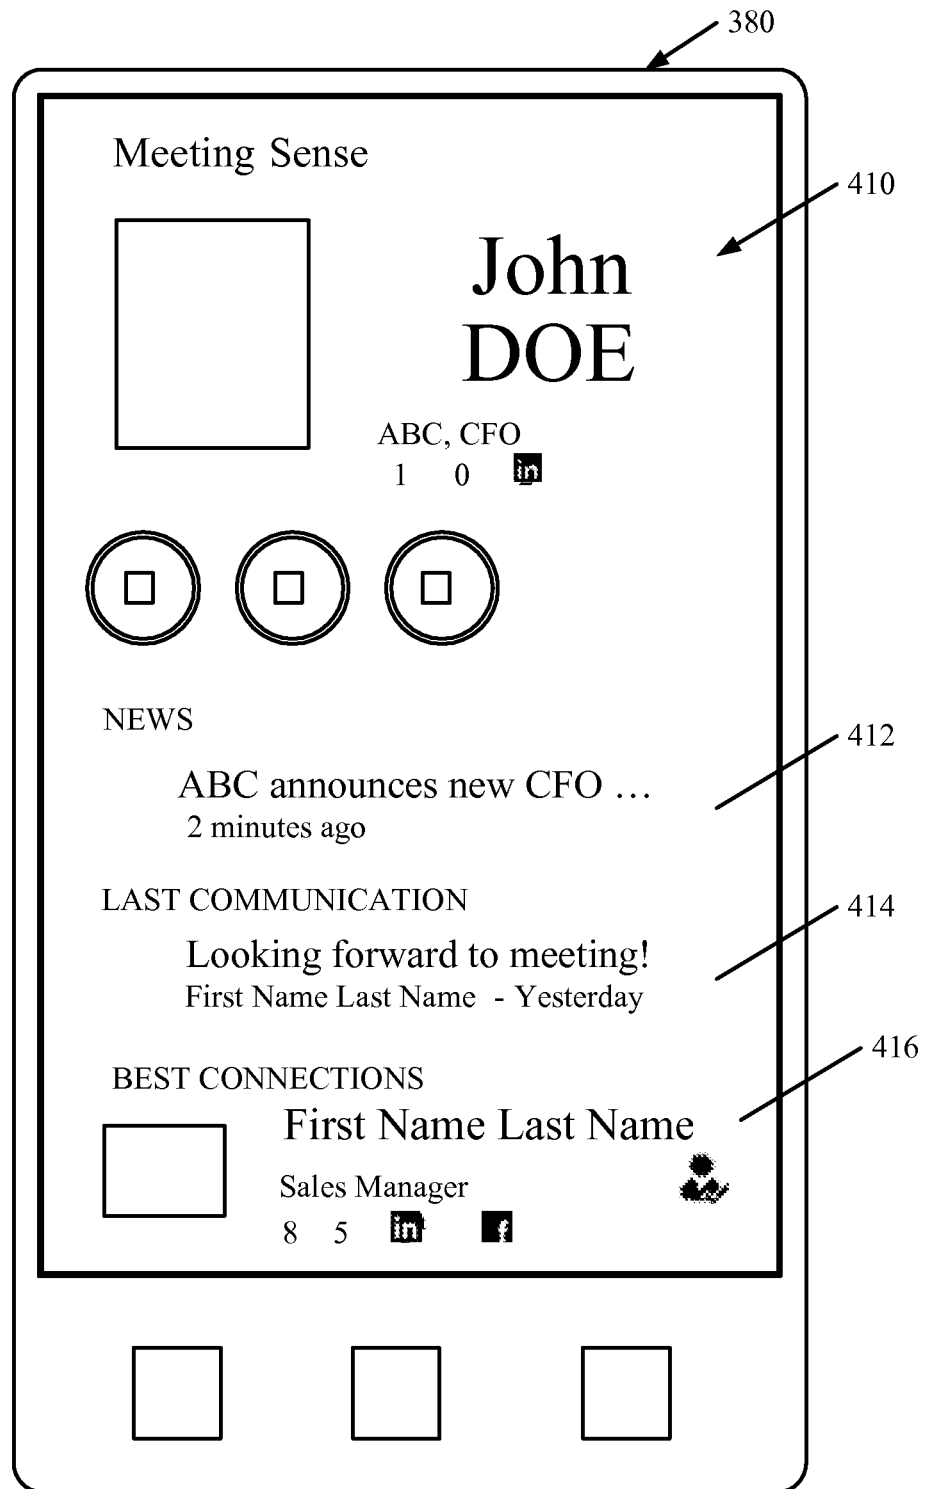 380
Meeting Sense
410
John
DOE
ABC, CFO
1 0 in
NEWS
412
ABC announces new CFO …
2 minutes ago
LAST COMMUNICATION
414
Looking forward to meeting!
First Name Last Name - Yesterday
416
BEST CONNECTIONS
First Name Last Name
Sales Manager
8 5 in f